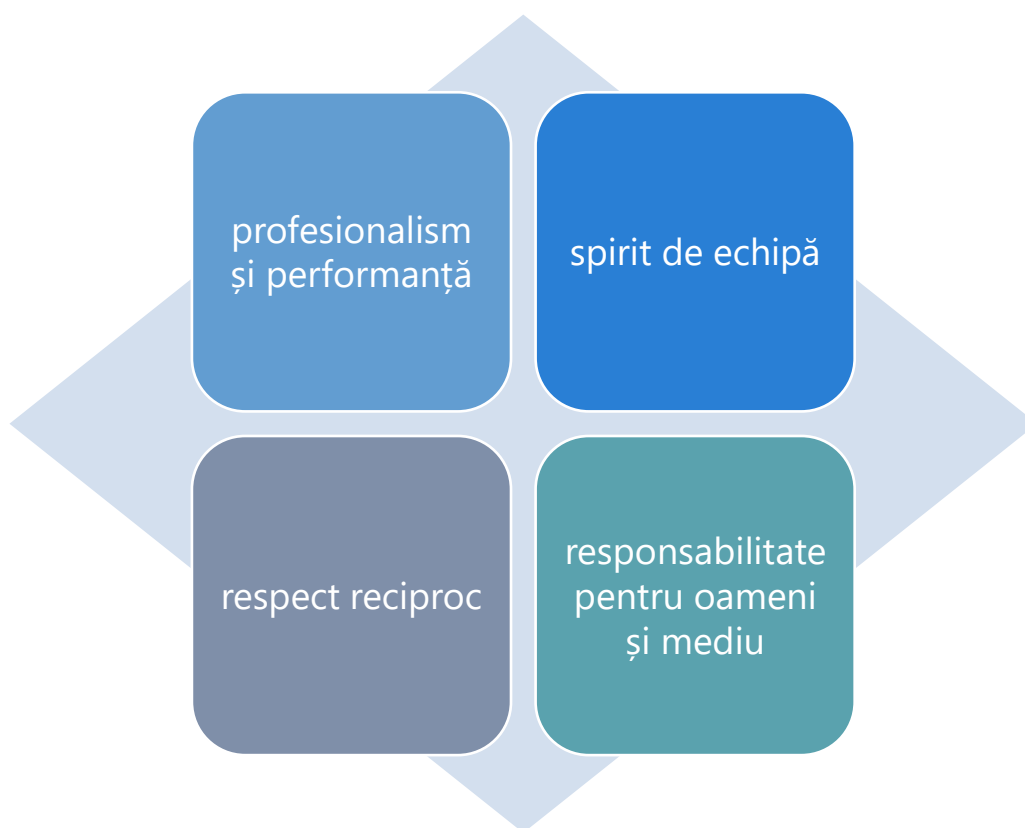 profesionalism
și performanță
spirit de echipă
respect reciproc
responsabilitate
pentru oameni
și mediu